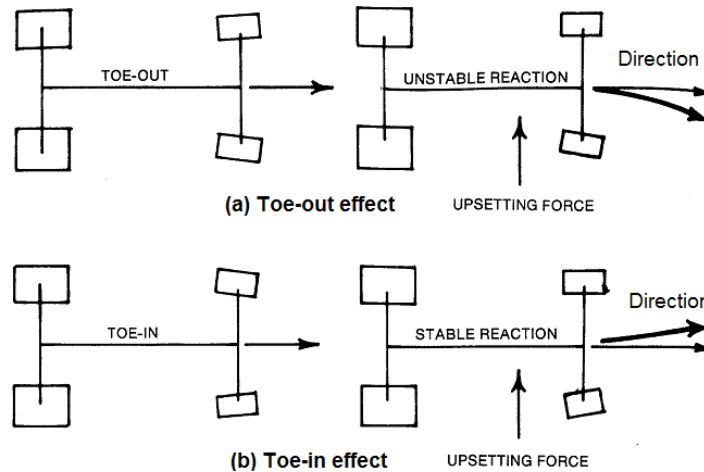 TOE-OUT
UNSTABLE REACTION
Direction
(a) Toe-out effect
UPSETTING FORCE
TOE-IN
STABLE REACTION
Direction
(b) Toe-in effect
UPSETTING FORCE